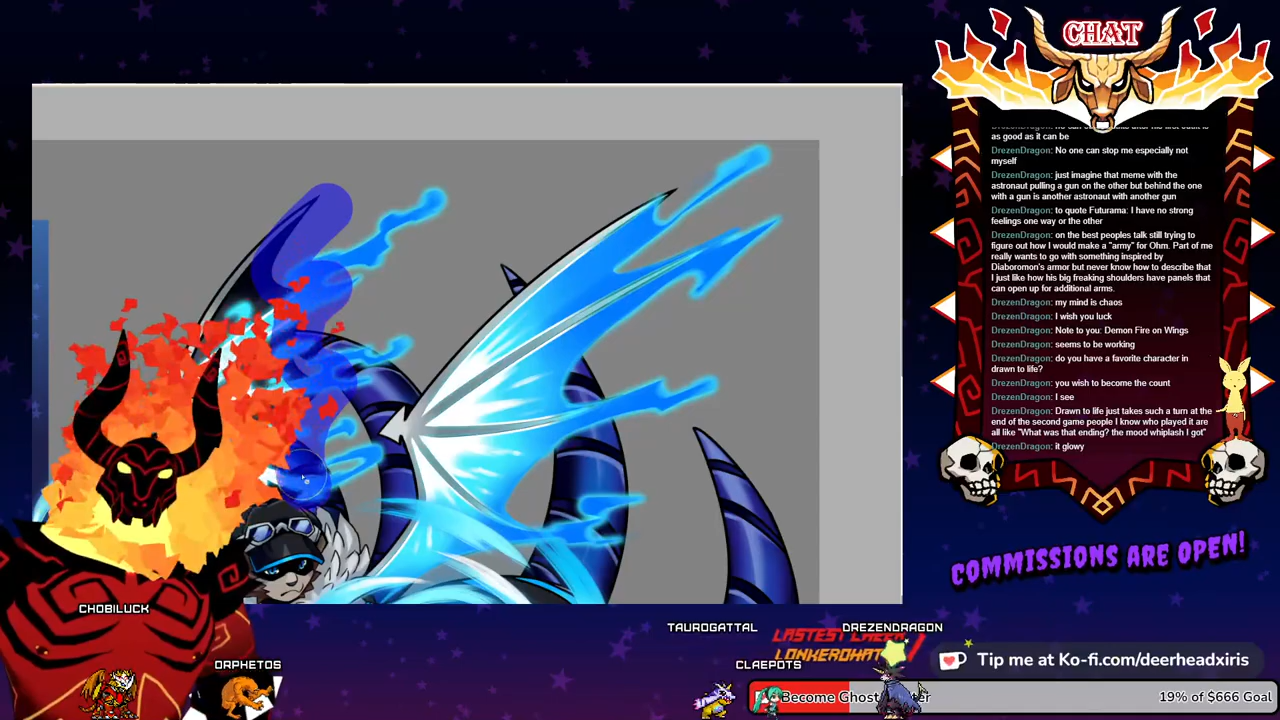 CHAT
as good as it can be
DrezenDragon: No one can stop me especially not
myself
DrezenDragon: just imagine that meme with the
astronaut pulling a gun on the other but behind the one
with a gun is another astronaut with another gun
DrezenDragon: to quote Futurama: I have no strong
feelings one way or the other
DrezenDragon: on the best peoples talk still trying to
figure out how I would make a "army" for Ohm. Part of me
really wants to go with something inspired by
Diaboromon's armor but never know how to describe that
I just like how his big freaking shoulders have panels that
can open up for additional arms.
DrezenDragon: my mind is chaos
DrezenDragon: I wish you luck
DrezenDragon: Note to you: Demon Fire on Wings
DrezenDragon: seems to be working
DrezenDragon: do you have a favorite character in
drawn to life?
DrezenDragon: you wish to become the count
DrezenDragon: I see
DrezenDragon: Drawn to life just takes such a turn at the
end of the second game people I know who played it are
all like "What was that ending? the mood whiplash I got"
DrezenDragon: it glowy
COMMISSIONS ARE OPEN!
CHOBILUCK
ORPHETOS
TAUROGATTAL
DREZENDRAGON
LASTEST
CLAEPOTS
Tip me at Ko-fi.com/deerheadxiris
Become Ghost
19% of $666 Goal